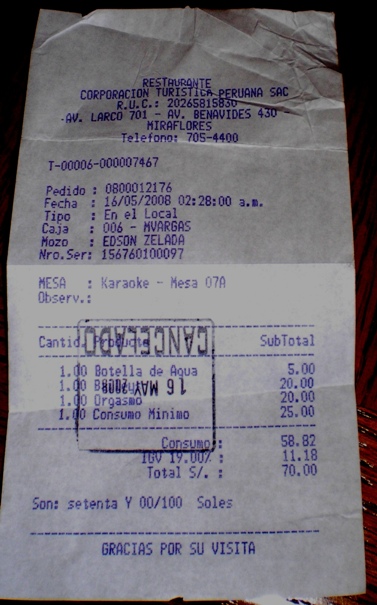 RESTAURANTE
CORPORACION TURISTICA PERUANA SAC
R.U.C.: 20265815830
-AV. LARCO 701 - AV. BENAVIDES 430 -
MIRAFLORES
Telefono: 705-4400
T-00006-000007467
Pedido : 0800012176
Fecha : 16/05/2008 02:28:00 a.m.
Tipo : En el Local
Caja : 006 - MVARGAS
Mozo : EDSON ZELADA
Nro.Ser: 156760100097
MESA : Karaoke - Mesa 07A
Observ.:
Cantid. Producto SubTotal
CANCELADO
1.00 Botella de Agua 5.00
1.00 20.00
16 MAY 2008
1.00 Orgasmo 20.00
1.00 Consumo Minimo 25.00
Consumo.: 58.82
IGV 19.00% : 11.18
Total S/. : 70.00
Son: setenta Y 00/100 Soles
GRACIAS POR SU VISITA